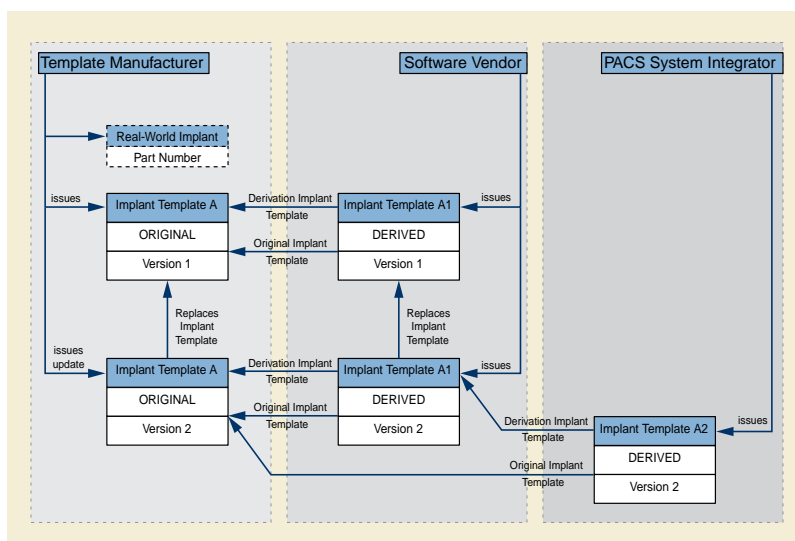 Template Manufacturer
Software Vendor
PACS System Integrator
Real-World Implant
Part Number
issues
Implant Template A
ORIGINAL
Version 1
Derivation Implant
Template
Original Implant
Template
Implant Template A1
DERIVED
Version 1
issues
Replaces
Implant
Template
Replaces
Implant
Template
issues
update
Implant Template A
ORIGINAL
Version 2
Derivation Implant
Template
Original Implant
Template
Implant Template A1
DERIVED
Version 2
issues
Derivation Implant
Template
Original Implant
Template
Implant Template A2
DERIVED
Version 2
issues